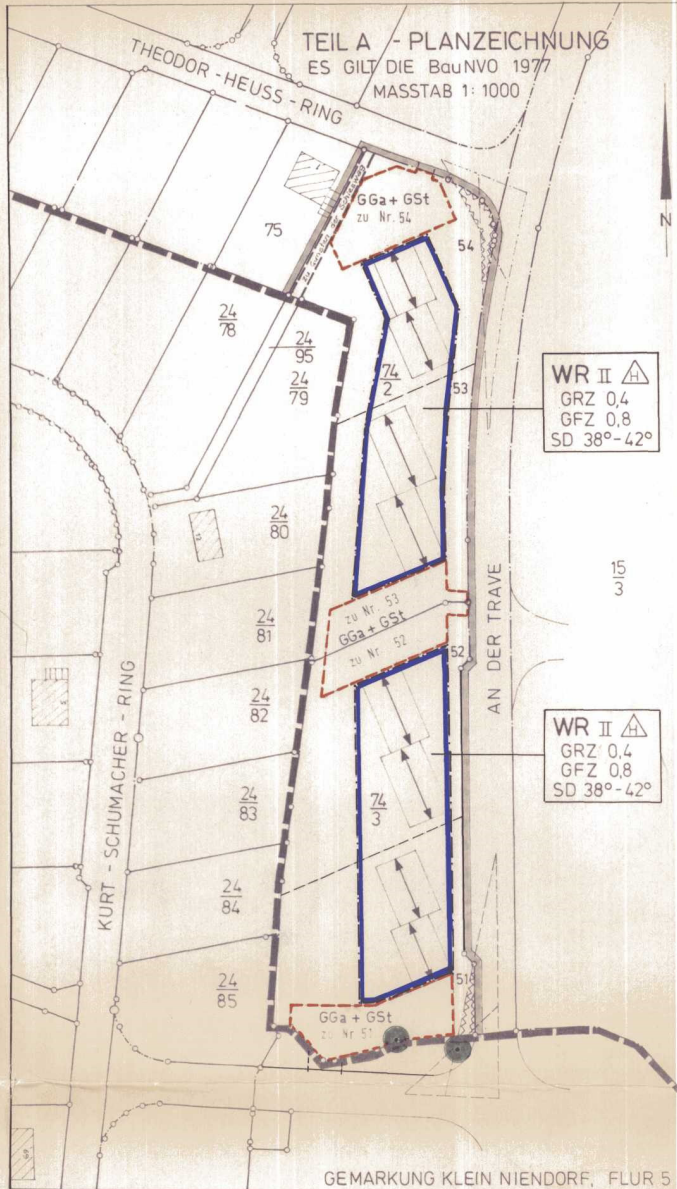 TEIL A - PLANZEICHNUNG
ES GILT DIE BauNVO 1977
MASSTAB 1:1000
THEODOR-HEUSS-RING
GGa + GSt
zu Nr. 54
75
54
N
24
78
24
95
24
79
74
2
53
WR II H
GRZ 0,4
GFZ 0,8
SD 38°-42°
24
80
15
3
zu Nr. 53
GGa + GSt
zu Nr. 52
24
81
52
AN DER TRAVE
24
82
KURT-SCHUMACHER-RING
WR II H
GRZ 0,4
GFZ 0,8
SD 38°-42°
24
83
74
3
24
84
24
85
51
GGa + GSt
zu Nr 51
GEMARKUNG KLEIN NIENDORF, FLUR 5